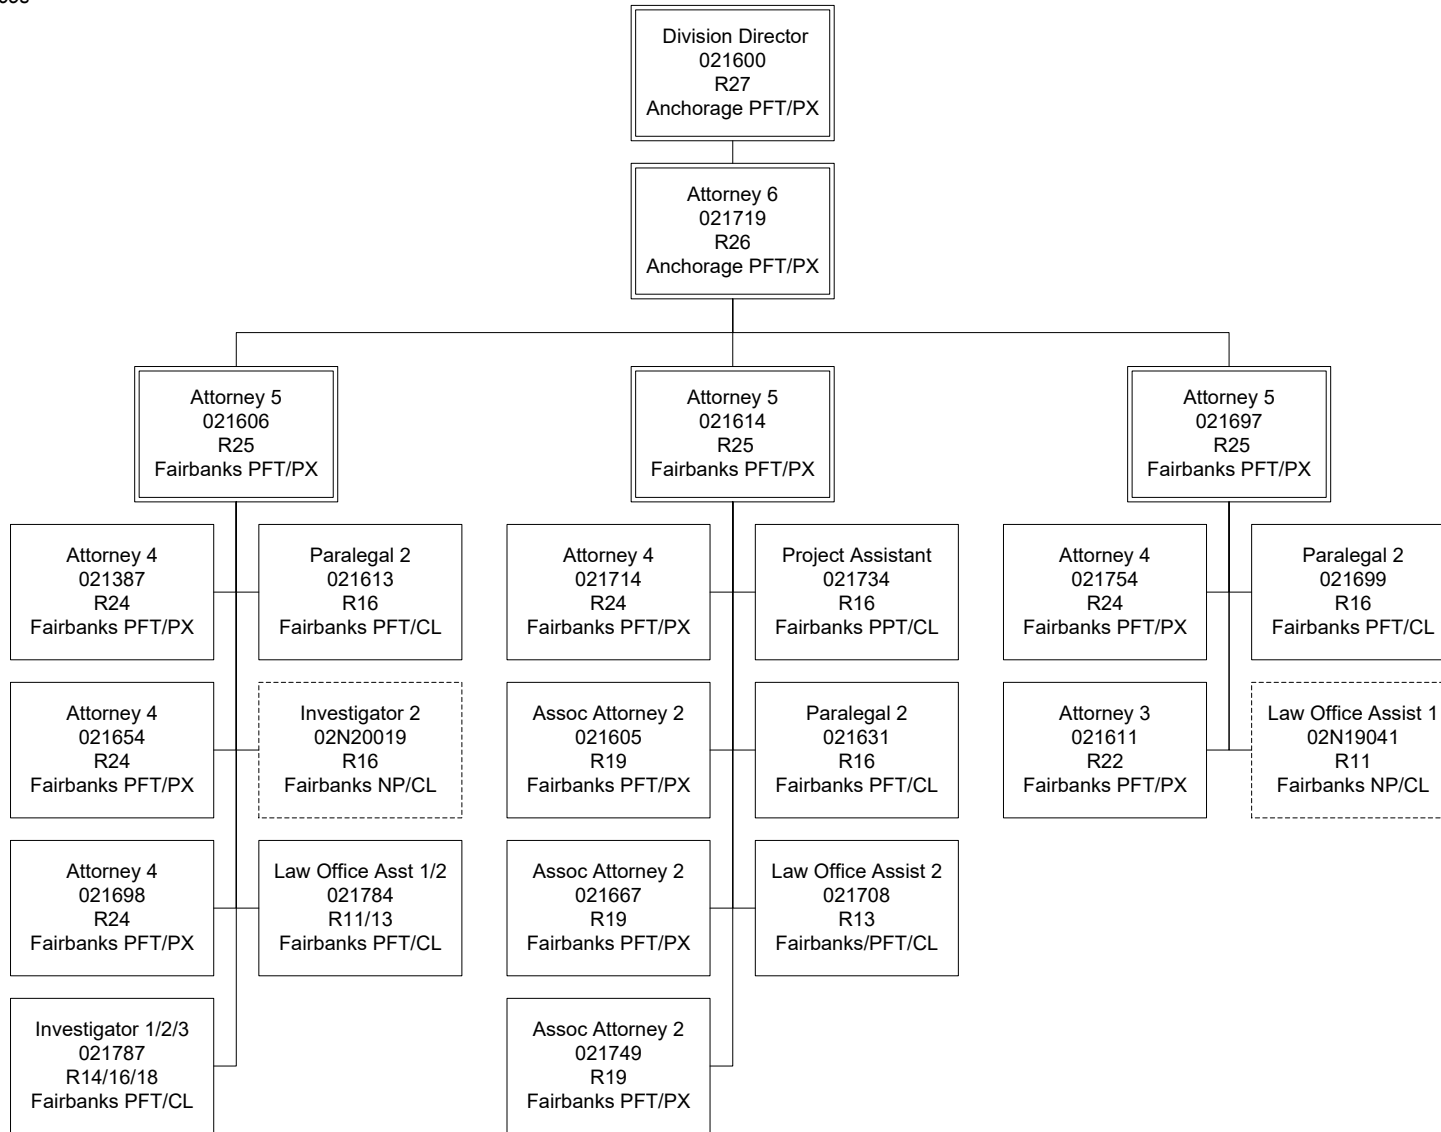 Division Director
021600
R27
Anchorage PFT/PX
Attorney 6
021719
R26
Anchorage PFT/PX
Attorney 5
021606
R25
Fairbanks PFT/PX
Attorney 5
021614
R25
Fairbanks PFT/PX
Attorney 5
021697
R25
Fairbanks PFT/PX
Attorney 4
021387
R24
Fairbanks PFT/PX
Paralegal 2
021613
R16
Fairbanks PFT/CL
Attorney 4
021714
R24
Fairbanks PFT/PX
Project Assistant
021734
R16
Fairbanks PPT/CL
Attorney 4
021754
R24
Fairbanks PFT/PX
Paralegal 2
021699
R16
Fairbanks PFT/CL
Attorney 4
021654
R24
Fairbanks PFT/PX
Investigator 2
02N20019
R16
Fairbanks NP/CL
Assoc Attorney 2
021605
R19
Fairbanks PFT/PX
Paralegal 2
021631
R16
Fairbanks PFT/CL
Attorney 3
021611
R22
Fairbanks PFT/PX
Law Office Assist 1
02N19041
R11
Fairbanks NP/CL
Attorney 4
021698
R24
Fairbanks PFT/PX
Law Office Asst 1/2
021784
R11/13
Fairbanks PFT/CL
Assoc Attorney 2
021667
R19
Fairbanks PFT/PX
Law Office Assist 2
021708
R13
Fairbanks/PFT/CL
Investigator 1/2/3
021787
R14/16/18
Fairbanks PFT/CL
Assoc Attorney 2
021749
R19
Fairbanks PFT/PX